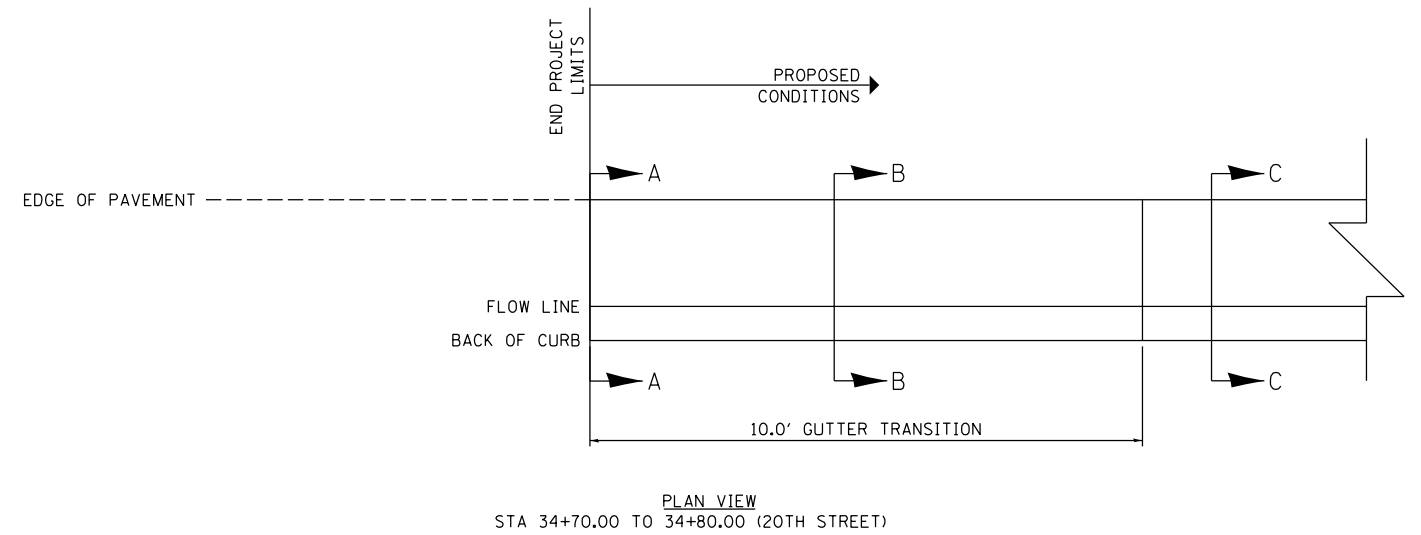 END PROJECT
LIMITS
PROPOSED
CONDITIONS
A
B
C
EDGE OF PAVEMENT
FLOW LINE
BACK OF CURB
A
B
C
10.0' GUTTER TRANSITION
PLAN VIEW
STA 34+70.00 TO 34+80.00 (20TH STREET)